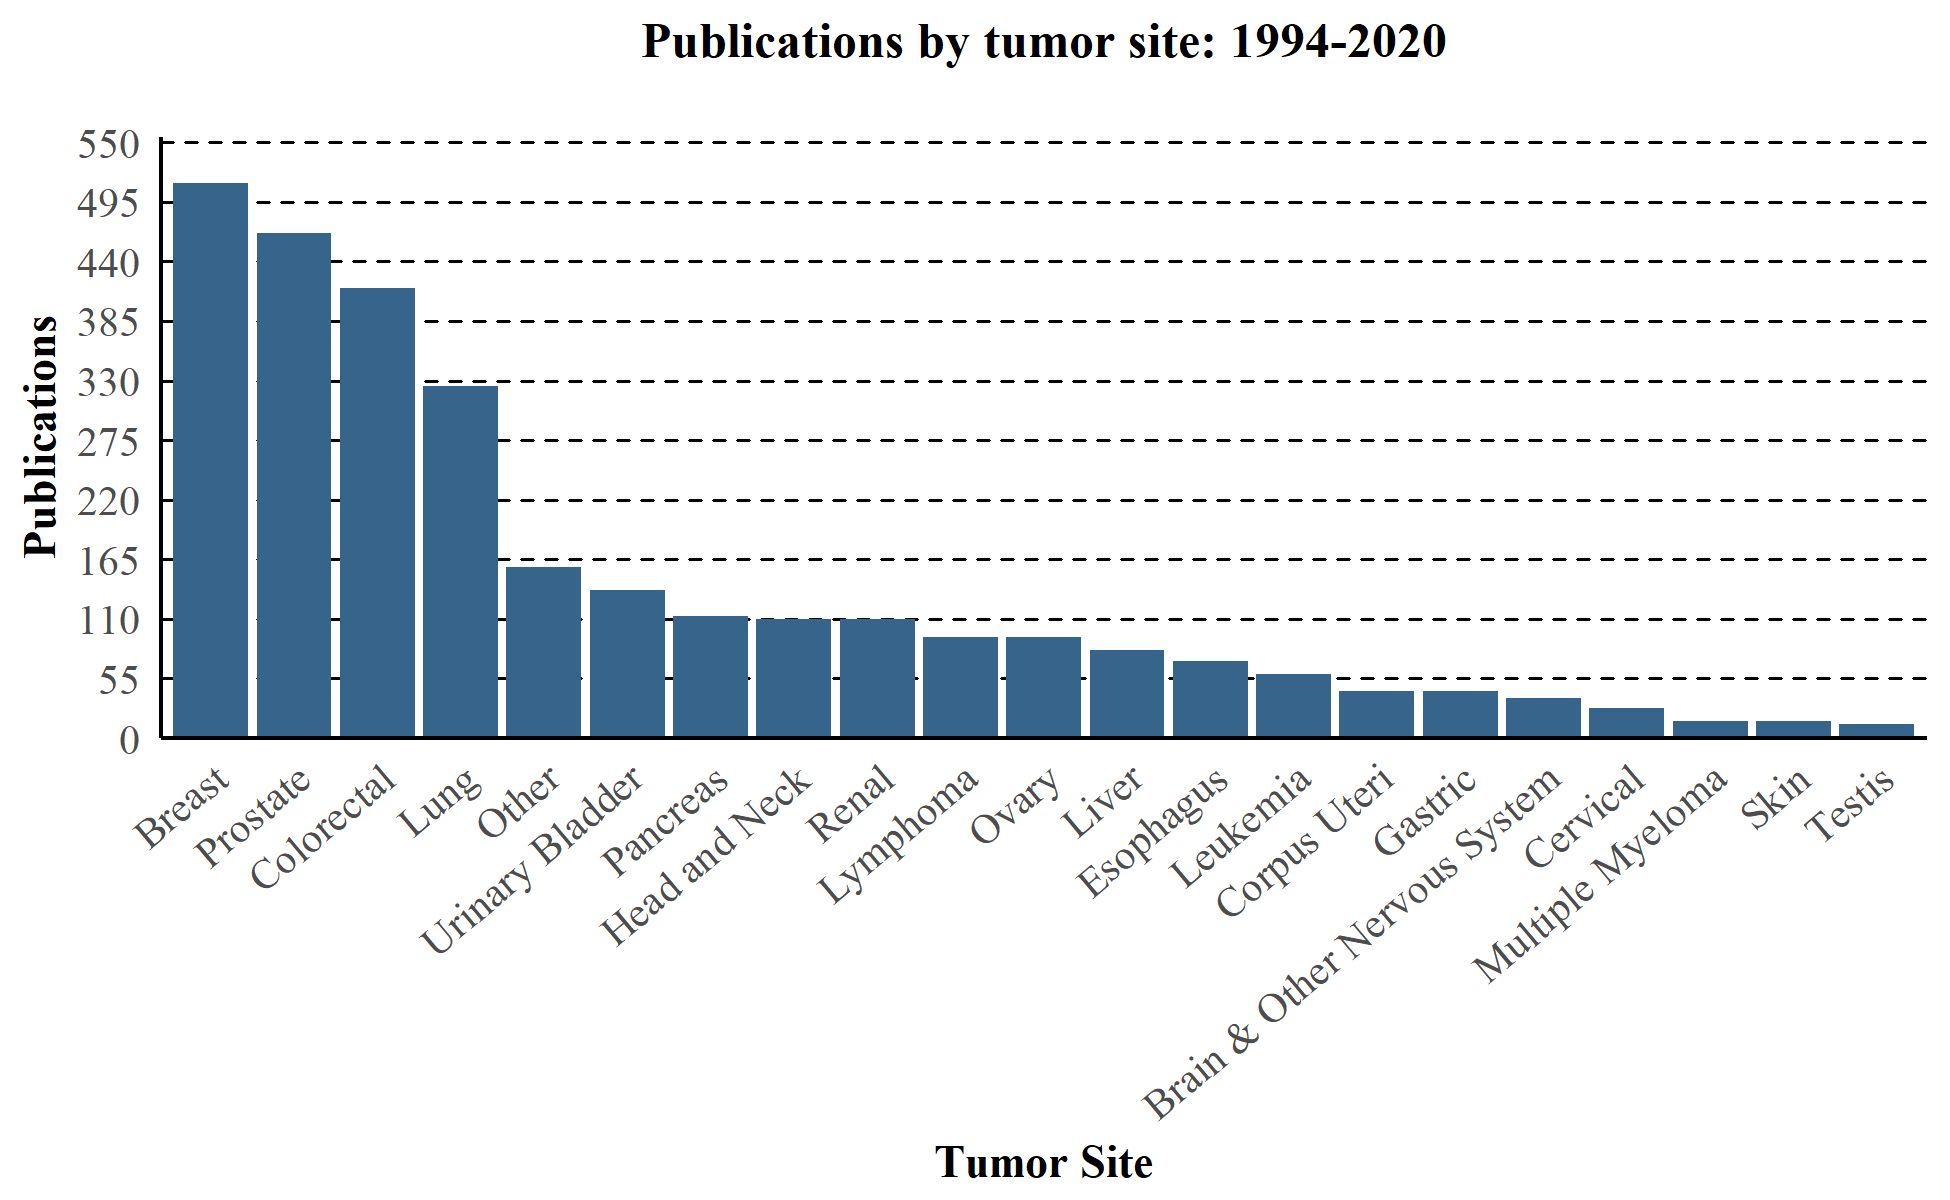 Publications by tumor site: 1994-2020
Publications
550
495
440
385
330
275
220
165
110
55
0
Breast
Prostate
Colorectal
Lung
Other
Urinary Bladder
Pancreas
Head and Neck
Renal
Lymphoma
Ovary
Liver
Esophagus
Leukemia
Corpus Uteri
Gastric
Brain & Other Nervous System
Cervical
Multiple Myeloma
Skin
Testis
Tumor Site